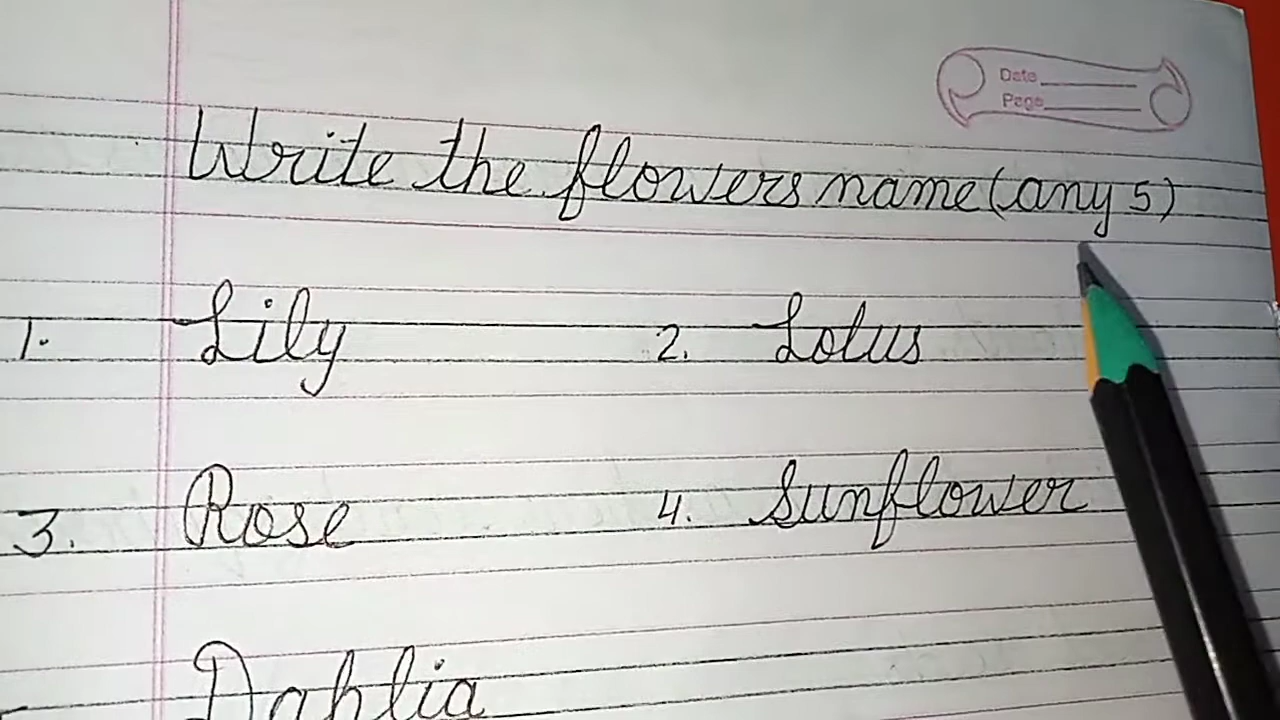 Date
Page
Write the flowers name (any 5)
1. Lily 2. Lotus
3. Rose 4. Sunflower
Dahlia